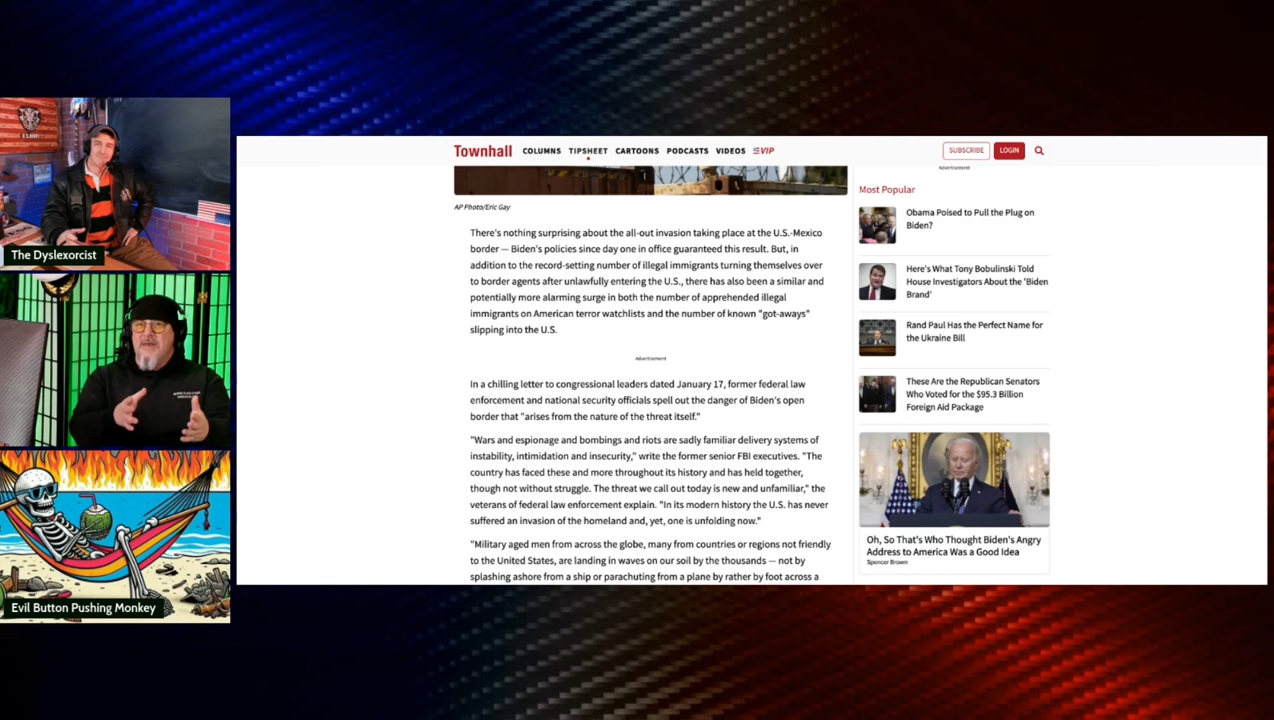 The Dyslexorcist
Evil Button Pushing Monkey
Townhall COLUMNS TIPSHEET CARTOONS PODCASTS VIDEOS VIP SUBSCRIBE LOGIN
AP Photo/Eric Gay
There's nothing surprising about the all-out invasion taking place at the U.S.-Mexico
border — Biden's policies since day one in office guaranteed this result. But, in
addition to the record-setting number of illegal immigrants turning themselves over
to border agents after unlawfully entering the U.S., there has also been a similar and
potentially more alarming surge in both the number of apprehended illegal
immigrants on American terror watchlists and the number of known "got-aways"
slipping into the U.S.
Advertisement
In a chilling letter to congressional leaders dated January 17, former federal law
enforcement and national security officials spell out the danger of Biden's open
border that "arises from the nature of the threat itself."
"Wars and espionage and bombings and riots are sadly familiar delivery systems of
instability, intimidation and insecurity," write the former senior FBI executives. "The
country has faced these and more throughout its history and has held together,
though not without struggle. The threat we call out today is new and unfamiliar," the
veterans of federal law enforcement explain. "In its modern history the U.S. has never
suffered an invasion of the homeland and, yet, one is unfolding now."
"Military aged men from across the globe, many from countries or regions not friendly
to the United States, are landing in waves on our soil by the thousands — not by
splashing ashore from a ship or parachuting from a plane by rather by foot across a
Advertisement
Most Popular
Obama Poised to Pull the Plug on
Biden?
Here's What Tony Bobulinski Told
House Investigators About the 'Biden
Brand'
Rand Paul Has the Perfect Name for
the Ukraine Bill
These Are the Republican Senators
Who Voted for the $95.3 Billion
Foreign Aid Package
Oh, So That's Who Thought Biden's Angry
Address to America Was a Good Idea
Spencer Brown